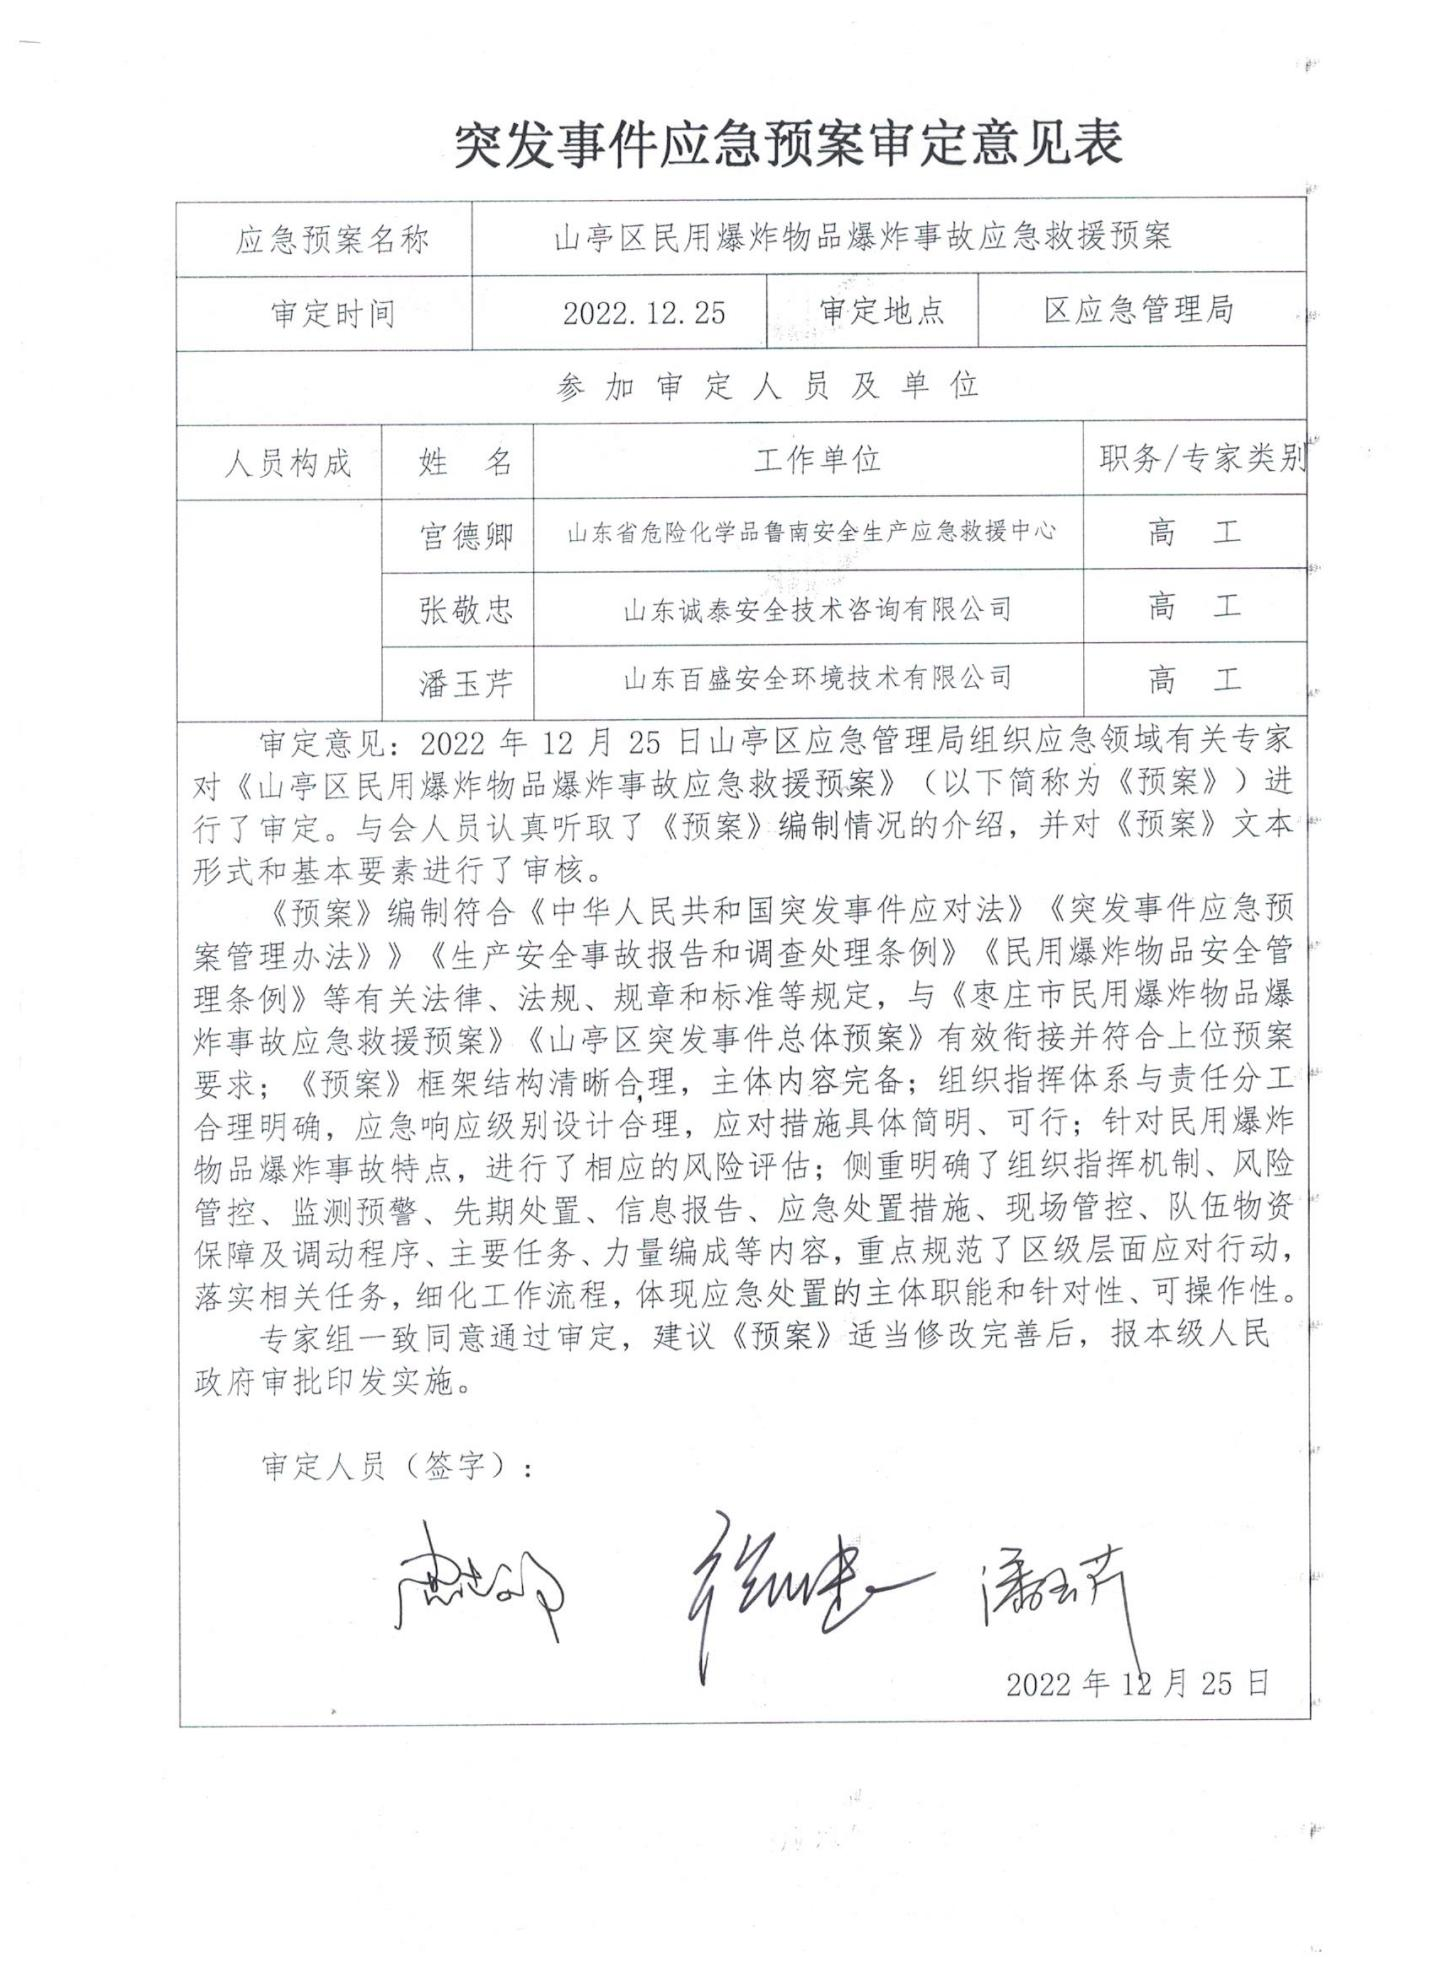 突发事件应急预案审定意见表
应急预案名称 山亭区民用爆炸物品爆炸事故应急救援预案
审定时间 2022.12.25 审定地点 区应急管理局
参加审定人员及单位
人员构成 姓 名 工作单位 职务/专家类别
宫德卿 山东省危险化学品鲁南安全生产应急救援中心 高 工
张敬忠 山东诚泰安全技术咨询有限公司 高 工
潘玉芹 山东百盛安全环境技术有限公司 高 工
审定意见：2022 年 12 月 25 日山亭区应急管理局组织应急领域有关专家
对《山亭区民用爆炸物品爆炸事故应急救援预案》（以下简称为《预案》）进
行了审定。与会人员认真听取了《预案》编制情况的介绍，并对《预案》文本
形式和基本要素进行了审核。
《预案》编制符合《中华人民共和国突发事件应对法》《突发事件应急预
案管理办法》》《生产安全事故报告和调查处理条例》《民用爆炸物品安全管
理条例》等有关法律、法规、规章和标准等规定，与《枣庄市民用爆炸物品爆
炸事故应急救援预案》《山亭区突发事件总体预案》有效衔接并符合上位预案
要求；《预案》框架结构清晰合理，主体内容完备；组织指挥体系与责任分工
合理明确，应急响应级别设计合理，应对措施具体简明、可行；针对民用爆炸
物品爆炸事故特点，进行了相应的风险评估；侧重明确了组织指挥机制、风险
管控、监测预警、先期处置、信息报告、应急处置措施、现场管控、队伍物资
保障及调动程序、主要任务、力量编成等内容，重点规范了区级层面应对行动，
落实相关任务，细化工作流程，体现应急处置的主体职能和针对性、可操作性。
专家组一致同意通过审定，建议《预案》适当修改完善后，报本级人民
政府审批印发实施。
审定人员（签字）：
潘玉芹
2022 年 12 月 25 日